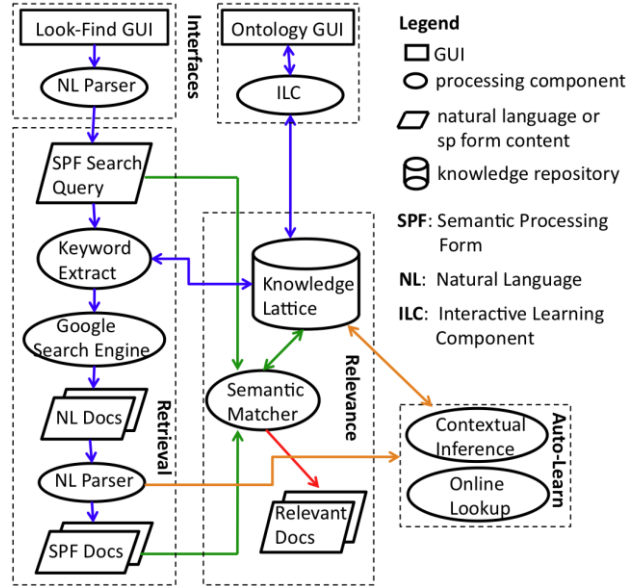 Look-Find GUI
NL Parser
Interfaces
Ontology GUI
ILC
Legend
GUI
processing component
natural language or
sp form content
knowledge repository
SPF: Semantic Processing
Form
NL: Natural Language
ILC: Interactive Learning
Component
SPF Search
Query
Keyword
Extract
Google
Search Engine
NL Docs
NL Parser
SPF Docs
Retrieval
Knowledge
Lattice
Semantic
Matcher
Relevant
Docs
Relevance
Contextual
Inference
Online
Lookup
Auto-Learn